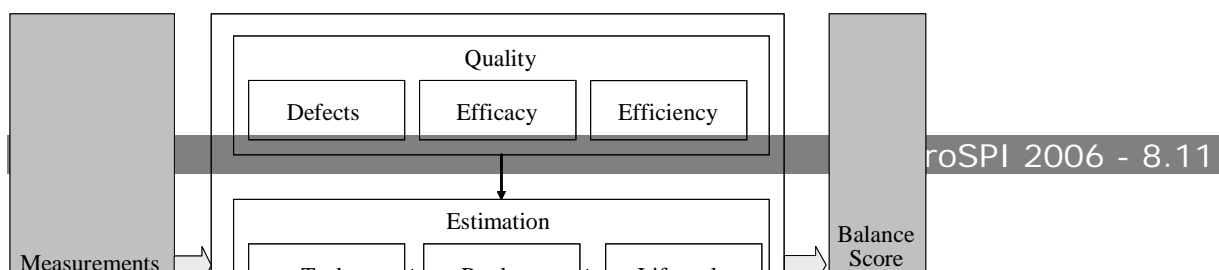 Quality
Defects Efficacy Efficiency
roSPI 2006 - 8.11
Estimation
Balance
Score
Measurements